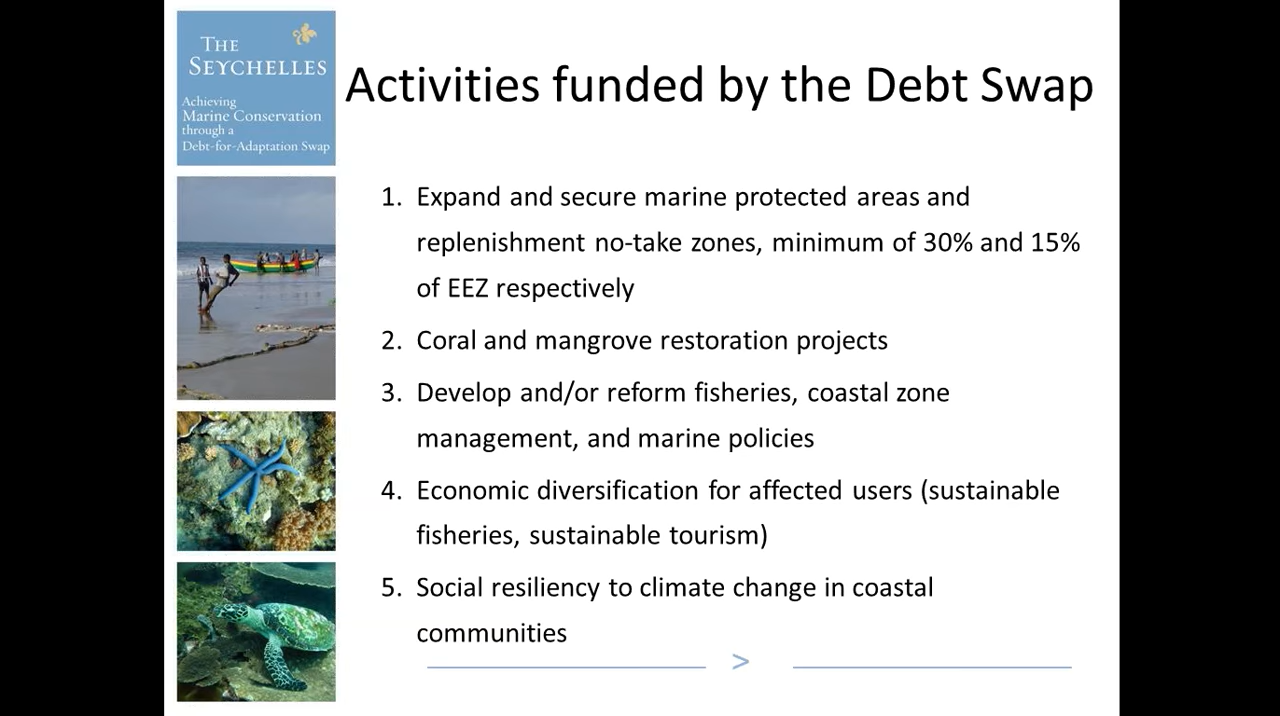 THE
SEYCHELLES
Achieving
Marine Conservation
through a
Debt-for-Adaptation Swap
Activities funded by the Debt Swap
1. Expand and secure marine protected areas and
replenishment no-take zones, minimum of 30% and 15%
of EEZ respectively
2. Coral and mangrove restoration projects
3. Develop and/or reform fisheries, coastal zone
management, and marine policies
4. Economic diversification for affected users (sustainable
fisheries, sustainable tourism)
5. Social resiliency to climate change in coastal
communities
>